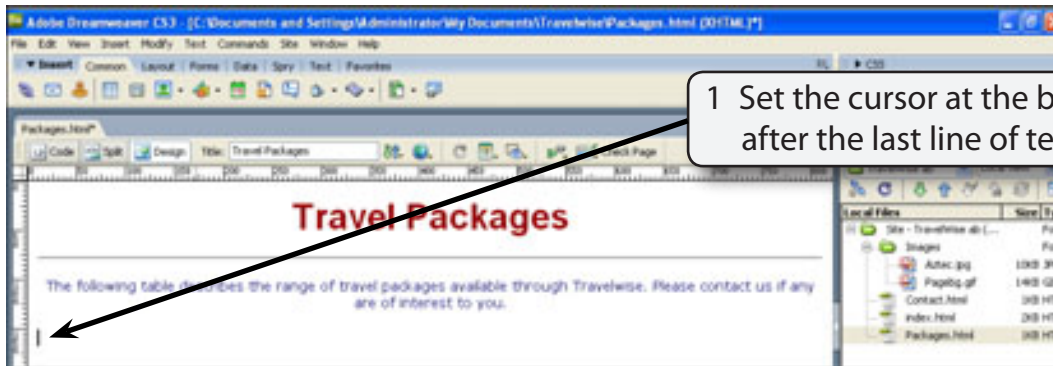 Adobe Dreamweaver CS3 - [C:\Documents and Settings\Administrator\My Documents\Travelwise\Packages.html (XHTML)*]
File Edit View Insert Modify Text Commands Site Window Help
Insert Common Layout Forms Data Spry Text Favorites
CSS
1 Set the cursor at the b
after the last line of te
Packages.html*
Code Split Design Title: Travel Packages Check Page
Local Files Size
Site - TravelWise ab (...
Images
Aztec.jpg
Pagebg.gif
Contact.html
index.html
Packages.html
Travel Packages
The following table describes the range of travel packages available through Travelwise. Please contact us if any
are of interest to you.